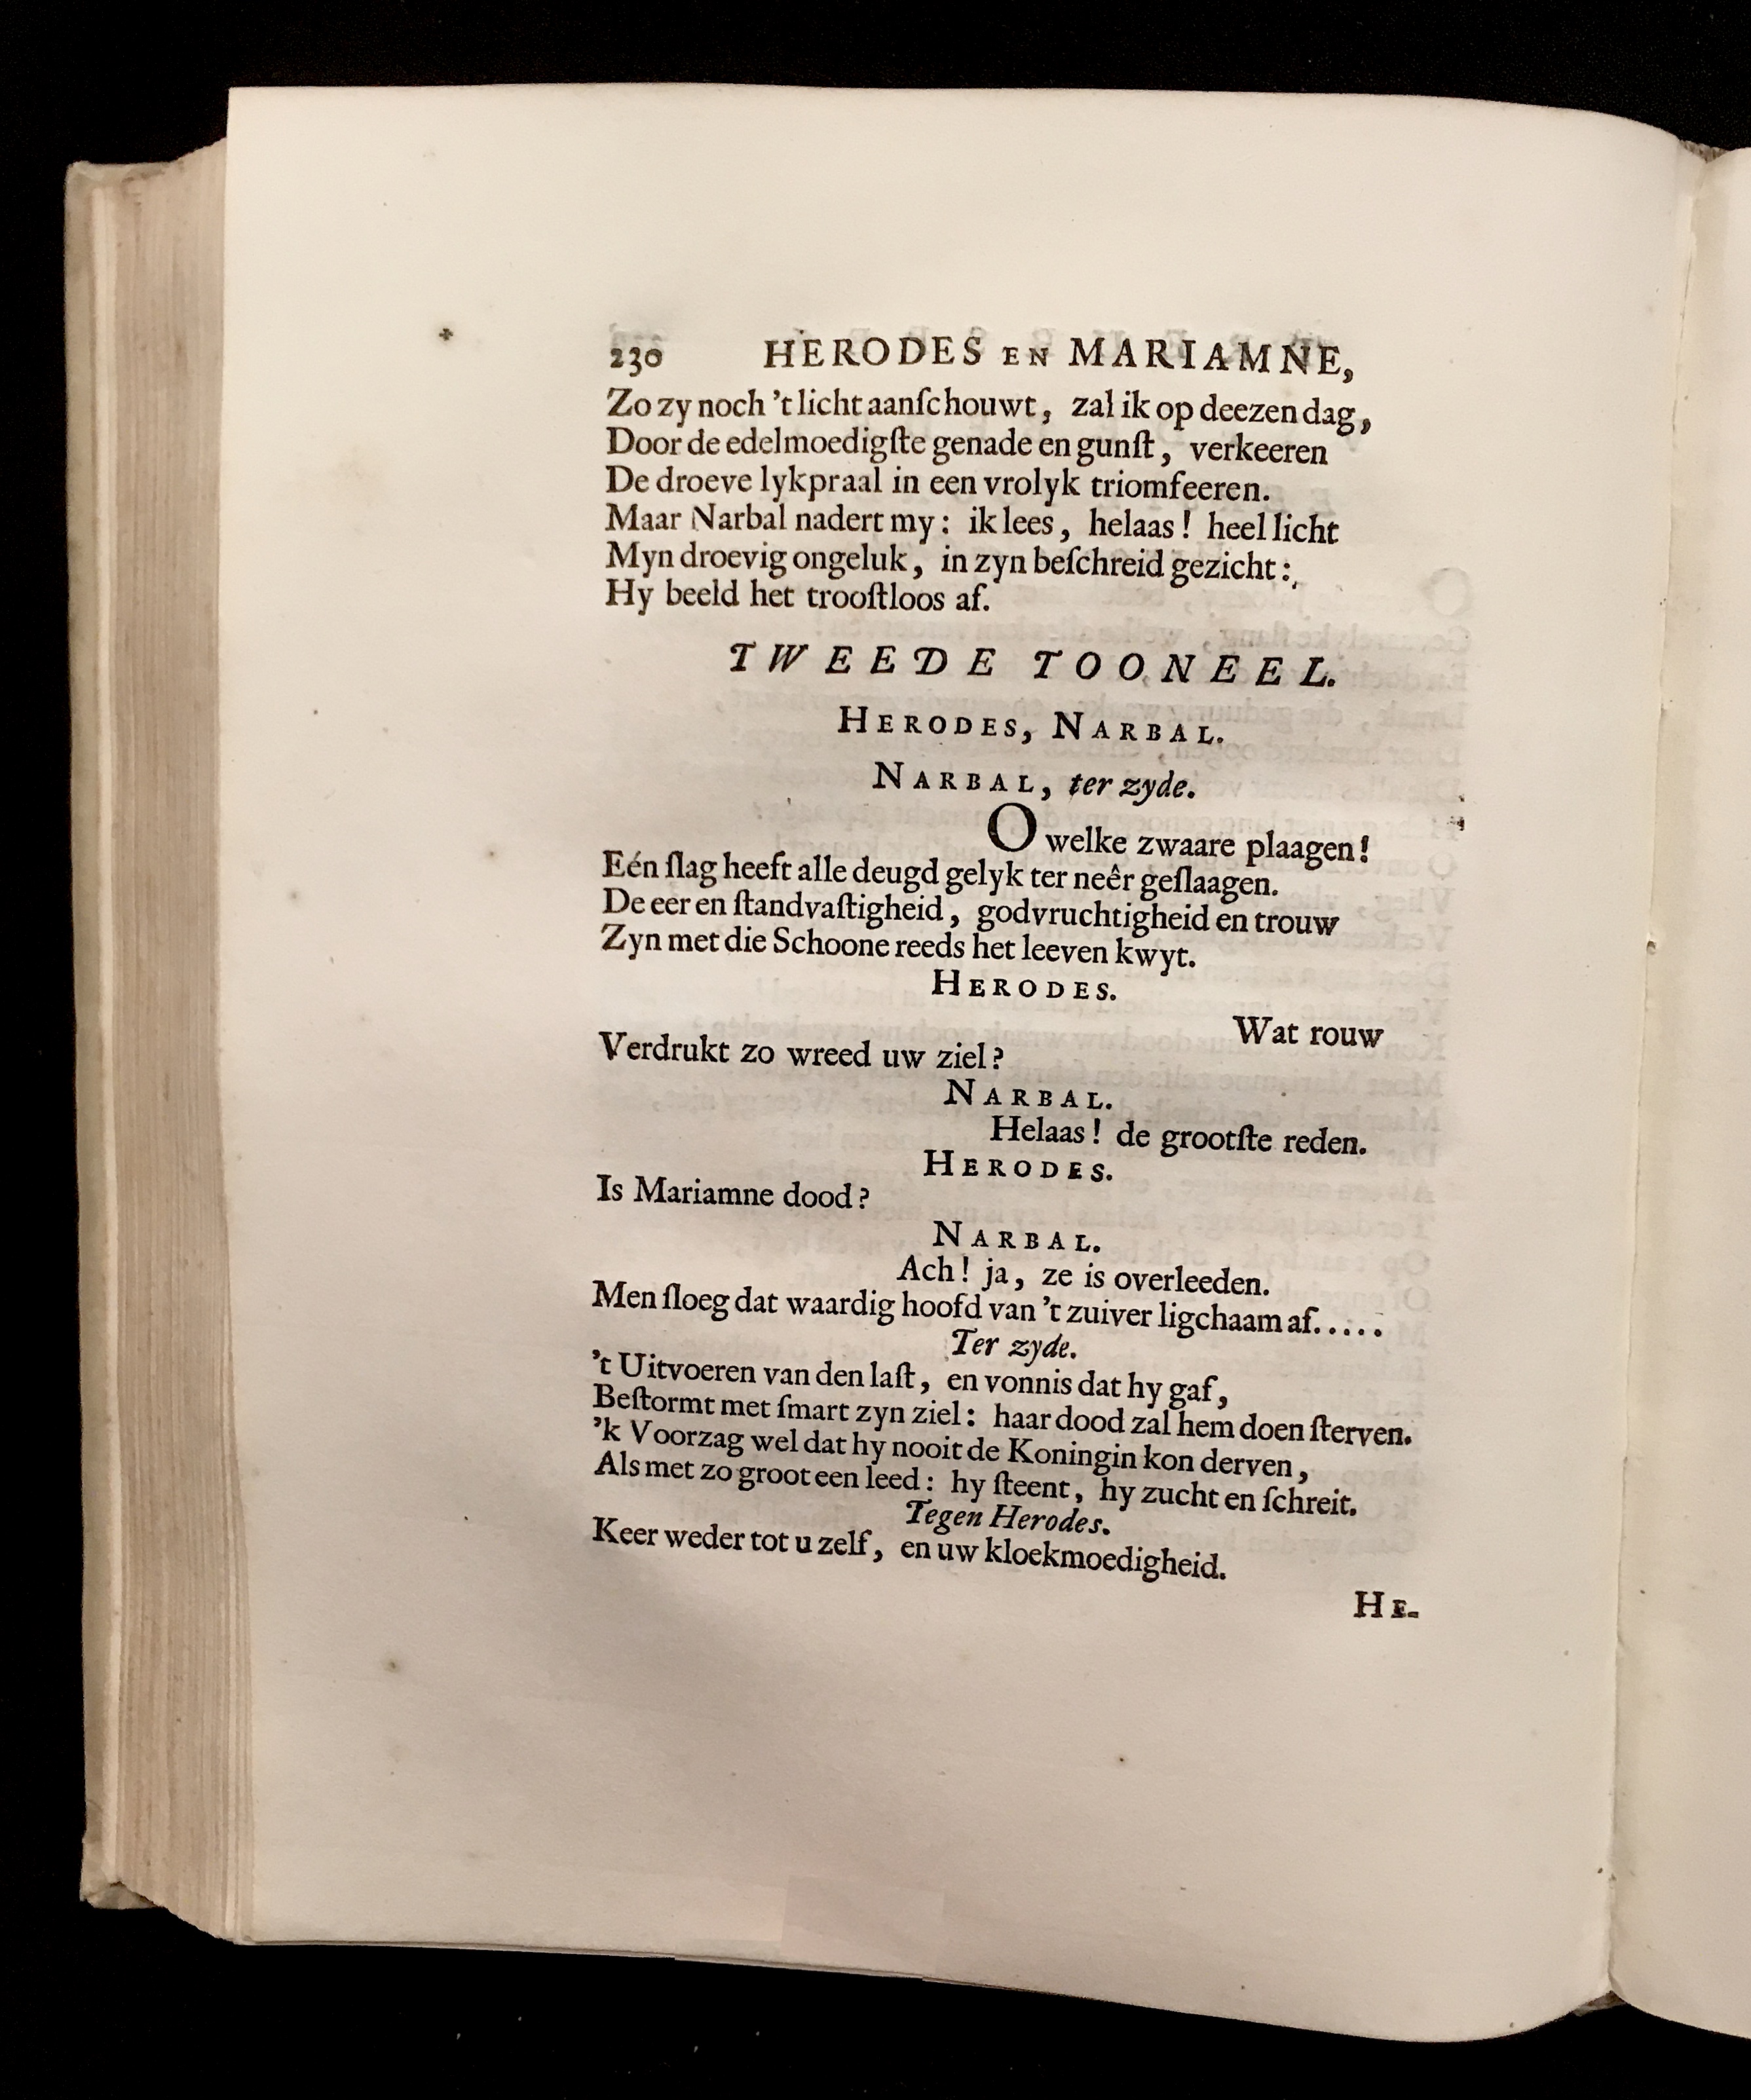 230 HERODES EN MARIAMNE,
Zo zy noch 't licht aanſchouwt, zal ik op deezen dag,
Door de edelmoedigſte genade en gunſt, verkeeren
De droeve lykpraal in een vrolyk triomfeeren.
Maar Narbal nadert my: ik lees, helaas! heel licht
Myn droevig ongeluk, in zyn beſchreid gezicht:
Hy beeld het trooſtloos af.
TWEEDE TOONEEL.
HERODES, NARBAL.
NARBAL, ter zyde.
O welke zwaare plaagen!
Eén ſlag heeft alle deugd gelyk ter neêr geſlaagen.
De eer en ſtandvaſtigheid, godvruchtigheid en trouw
Zyn met die Schoone reeds het leeven kwyt.
HERODES.
Wat rouw
Verdrukt zo wreed uw ziel?
NARBAL.
Helaas! de grootſte reden.
HERODES.
Is Mariamne dood?
NARBAL.
Ach! ja, ze is overleeden.
Men ſloeg dat waardig hoofd van 't zuiver ligchaam af.....
Ter zyde.
't Uitvoeren van den laſt, en vonnis dat hy gaf,
Beſtormt met ſmart zyn ziel: haar dood zal hem doen ſterven.
'k Voorzag wel dat hy nooit de Koningin kon derven,
Als met zo groot een leed: hy ſteent, hy zucht en ſchreit.
Tegen Herodes.
Keer weder tot u zelf, en uw kloekmoedigheid.
HE-